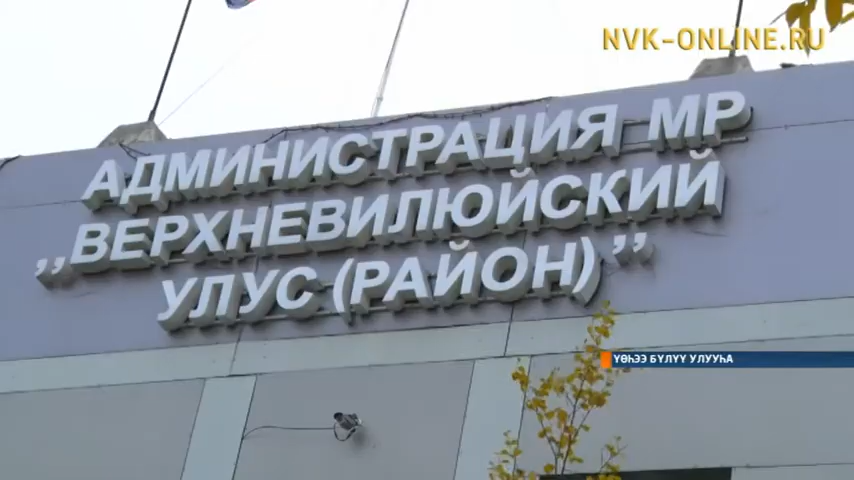 NVK-ONLINE.RU
АДМИНИСТРАЦИЯ МР
„ВЕРХНЕВИЛЮЙСКИЙ
УЛУС (РАЙОН)”
ҮӨҺЭЭ БҮЛҮҮ УЛУУҺА